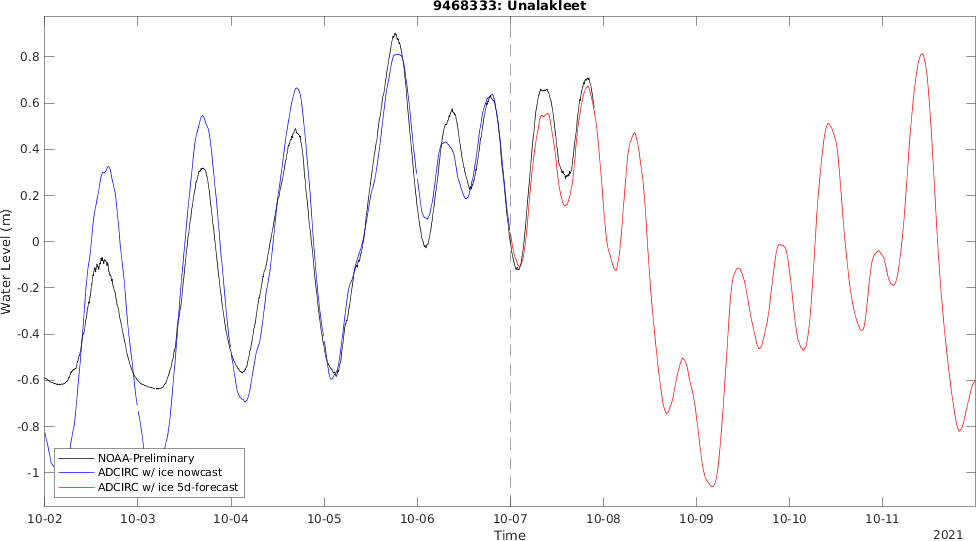 9468333: Unalakleet
0.8
0.6
0.4
0.2
0
-0.2
-0.4
-0.6
-0.8
-1
Water Level (m)
NOAA-Preliminary
ADCIRC w/ ice nowcast
ADCIRC w/ ice 5d-forecast
10-02 10-03 10-04 10-05 10-06 10-07 10-08 10-09 10-10 10-11
Time
2021